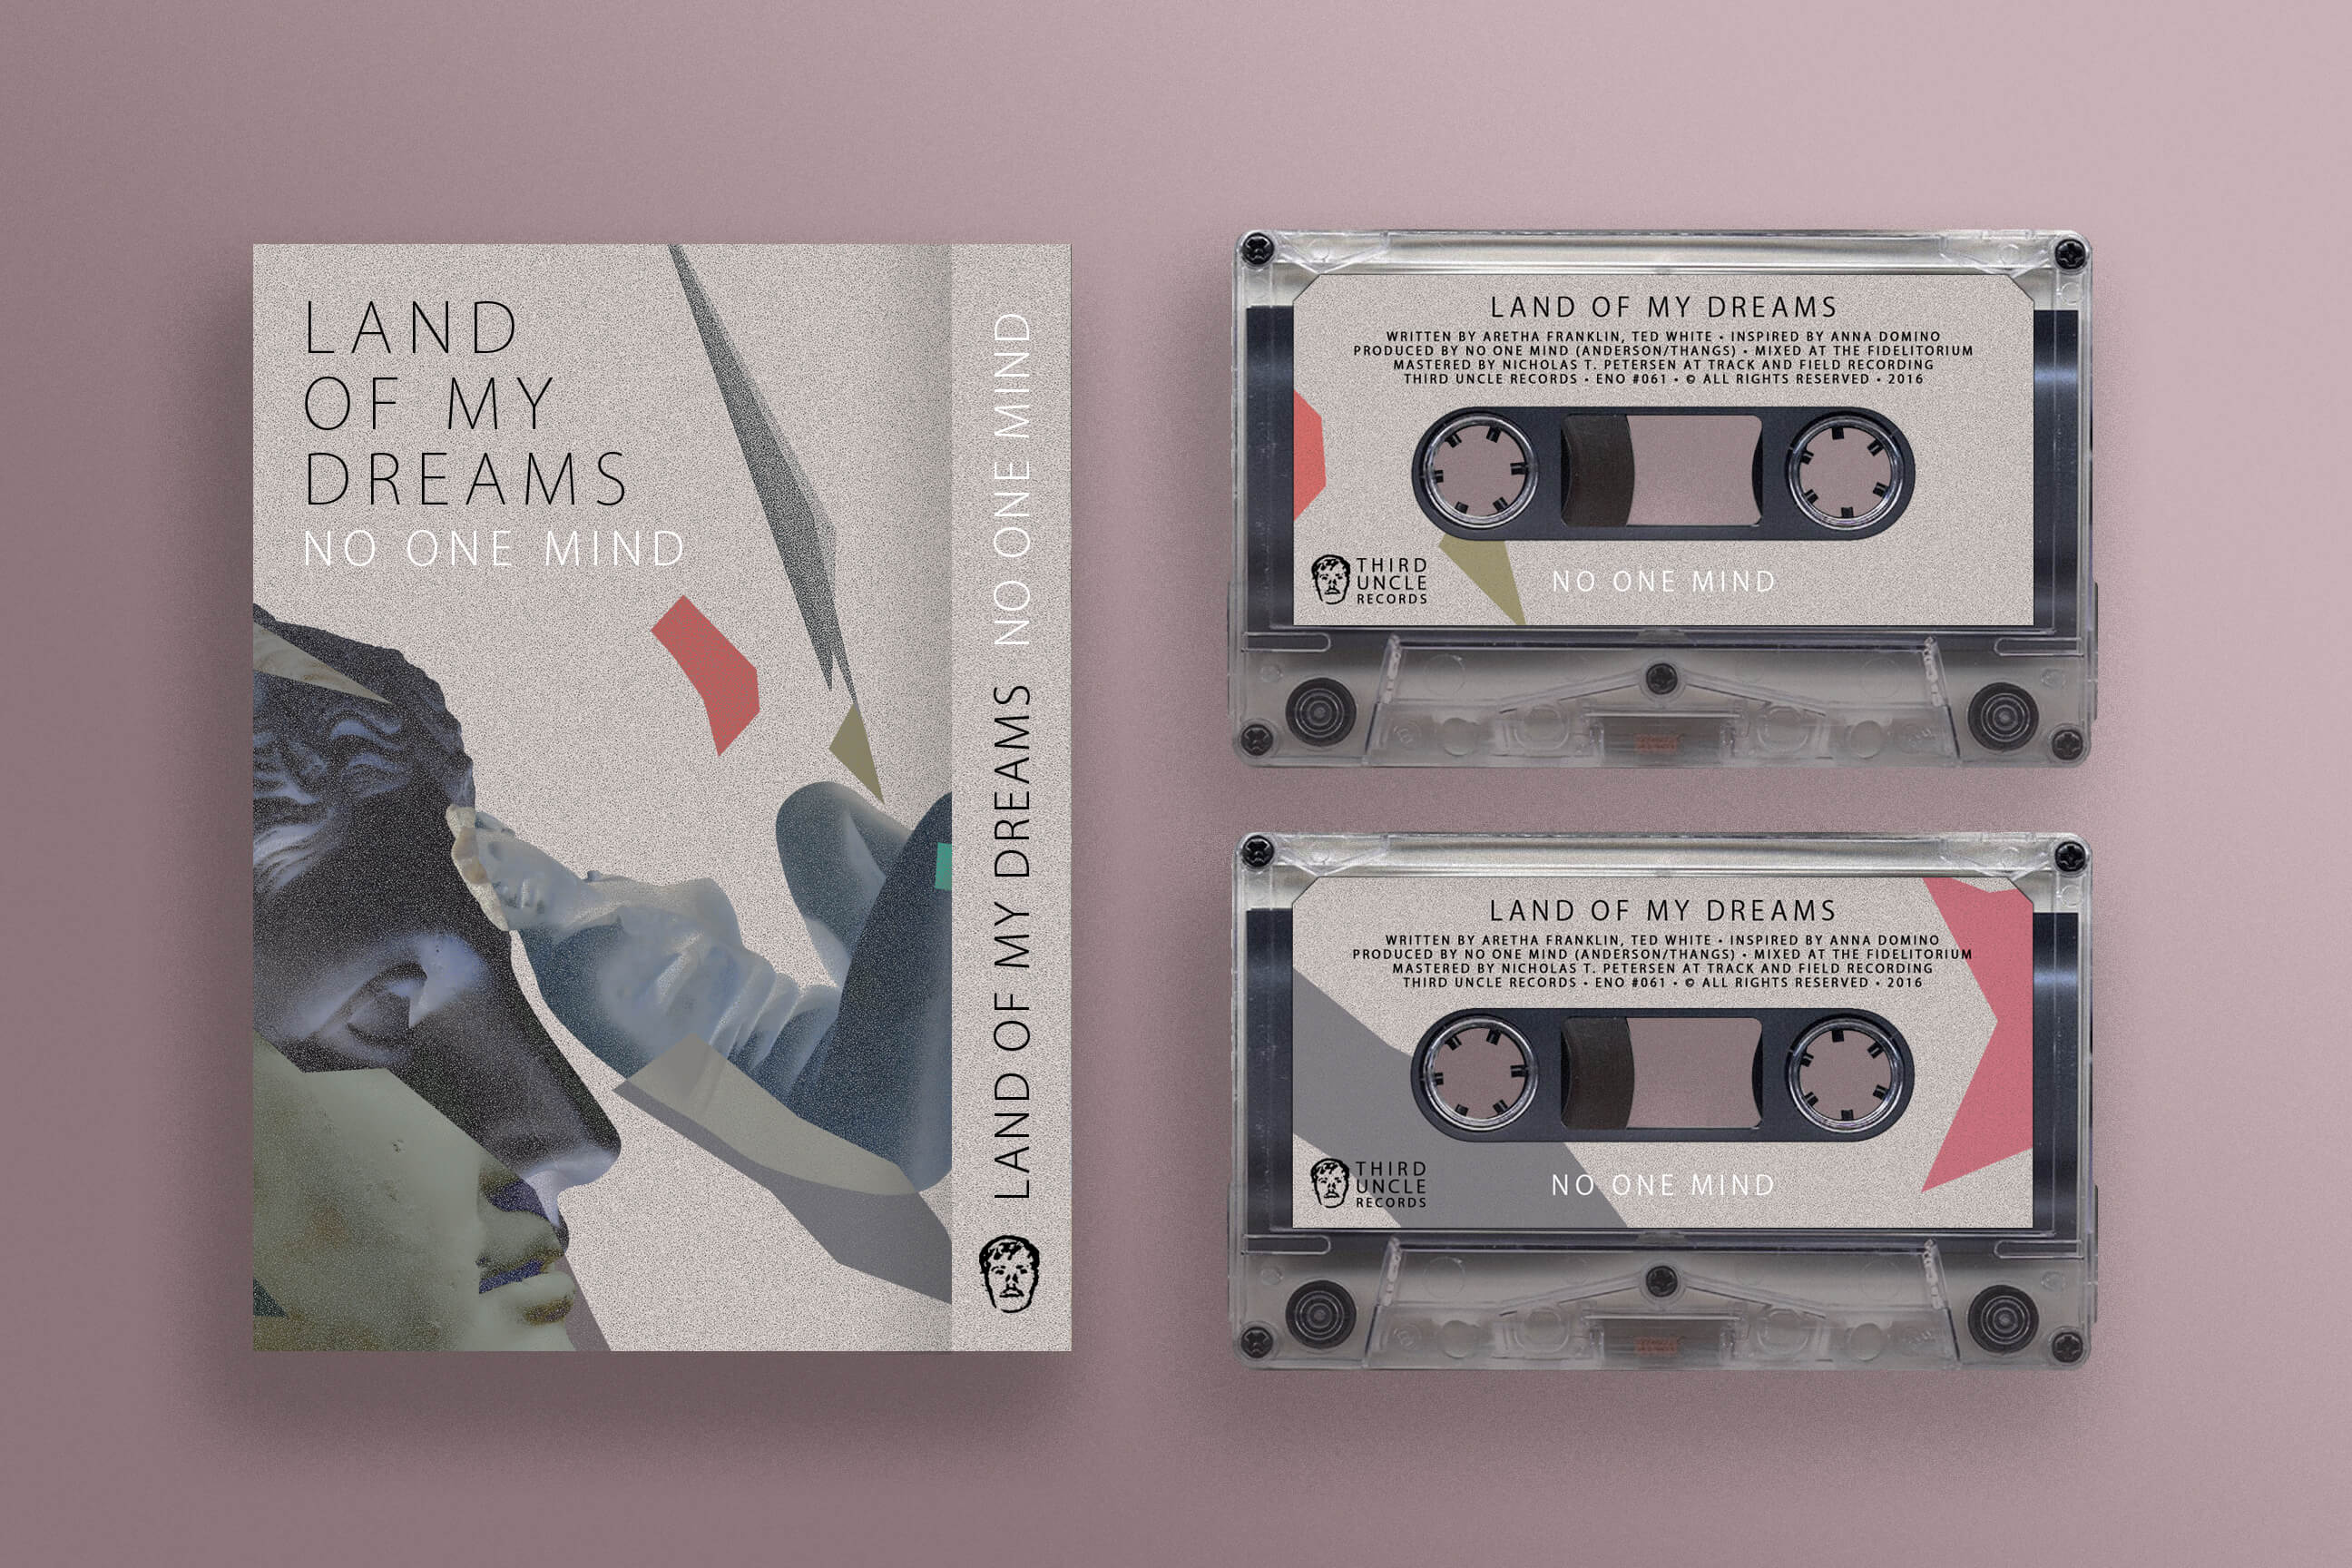 LAND
OF MY
DREAMS
NO ONE MIND
LAND OF MY DREAMS NO ONE MIND
LAND OF MY DREAMS
WRITTEN BY ARETHA FRANKLIN, TED WHITE • INSPIRED BY ANNA DOMINO
PRODUCED BY NO ONE MIND (ANDERSON/THANGS) • MIXED AT THE FIDELITORIUM
MASTERED BY NICHOLAS T. PETERSEN AT TRACK AND FIELD RECORDING
THIRD UNCLE RECORDS • ENO #061 • © ALL RIGHTS RESERVED • 2016
THIRD
UNCLE
RECORDS
NO ONE MIND
LAND OF MY DREAMS
WRITTEN BY ARETHA FRANKLIN, TED WHITE • INSPIRED BY ANNA DOMINO
PRODUCED BY NO ONE MIND (ANDERSON/THANGS) • MIXED AT THE FIDELITORIUM
MASTERED BY NICHOLAS T. PETERSEN AT TRACK AND FIELD RECORDING
THIRD UNCLE RECORDS • ENO #061 • © ALL RIGHTS RESERVED • 2016
THIRD
UNCLE
RECORDS
NO ONE MIND